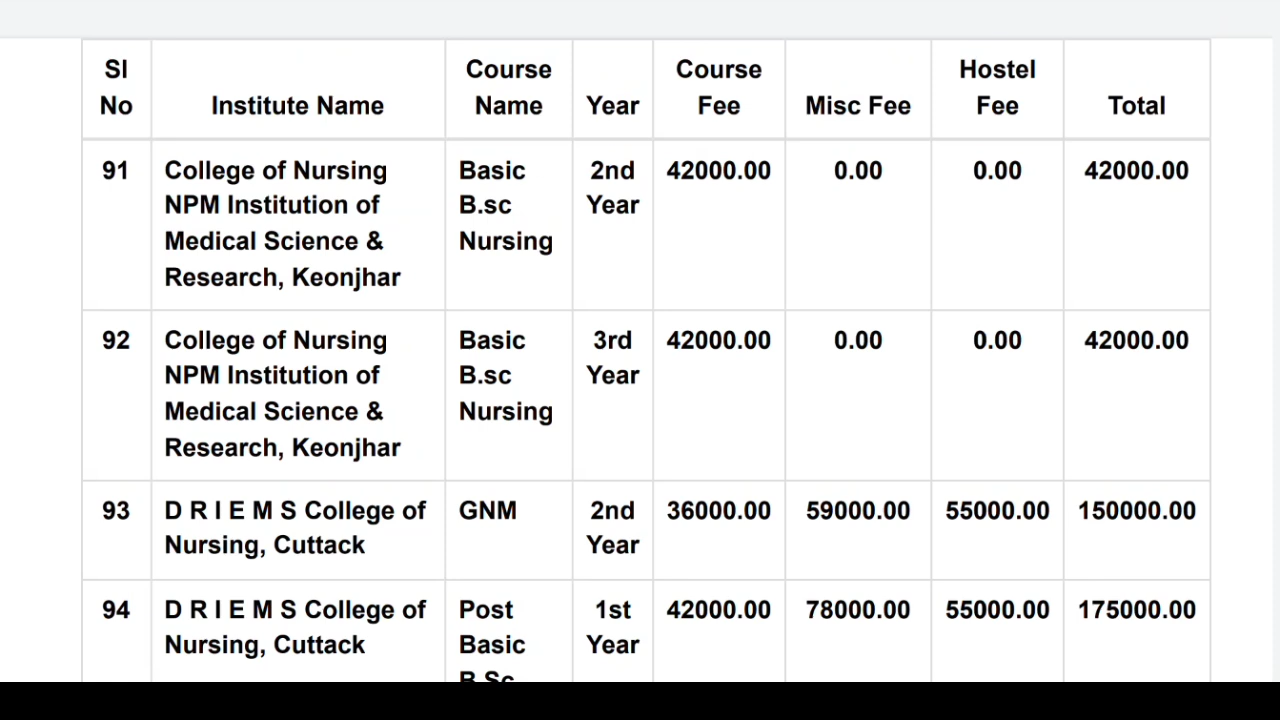 Sl No Institute Name Course Name Year Course Fee Misc Fee Hostel Fee Total
91 College of Nursing Basic 2nd 42000.00 0.00 0.00 42000.00
NPM Institution of B.sc Year
Medical Science & Nursing
Research, Keonjhar
92 College of Nursing Basic 3rd 42000.00 0.00 0.00 42000.00
NPM Institution of B.sc Year
Medical Science & Nursing
Research, Keonjhar
93 D R I E M S College of GNM 2nd 36000.00 59000.00 55000.00 150000.00
Nursing, Cuttack Year
94 D R I E M S College of Post 1st 42000.00 78000.00 55000.00 175000.00
Nursing, Cuttack Basic Year
B.Sc